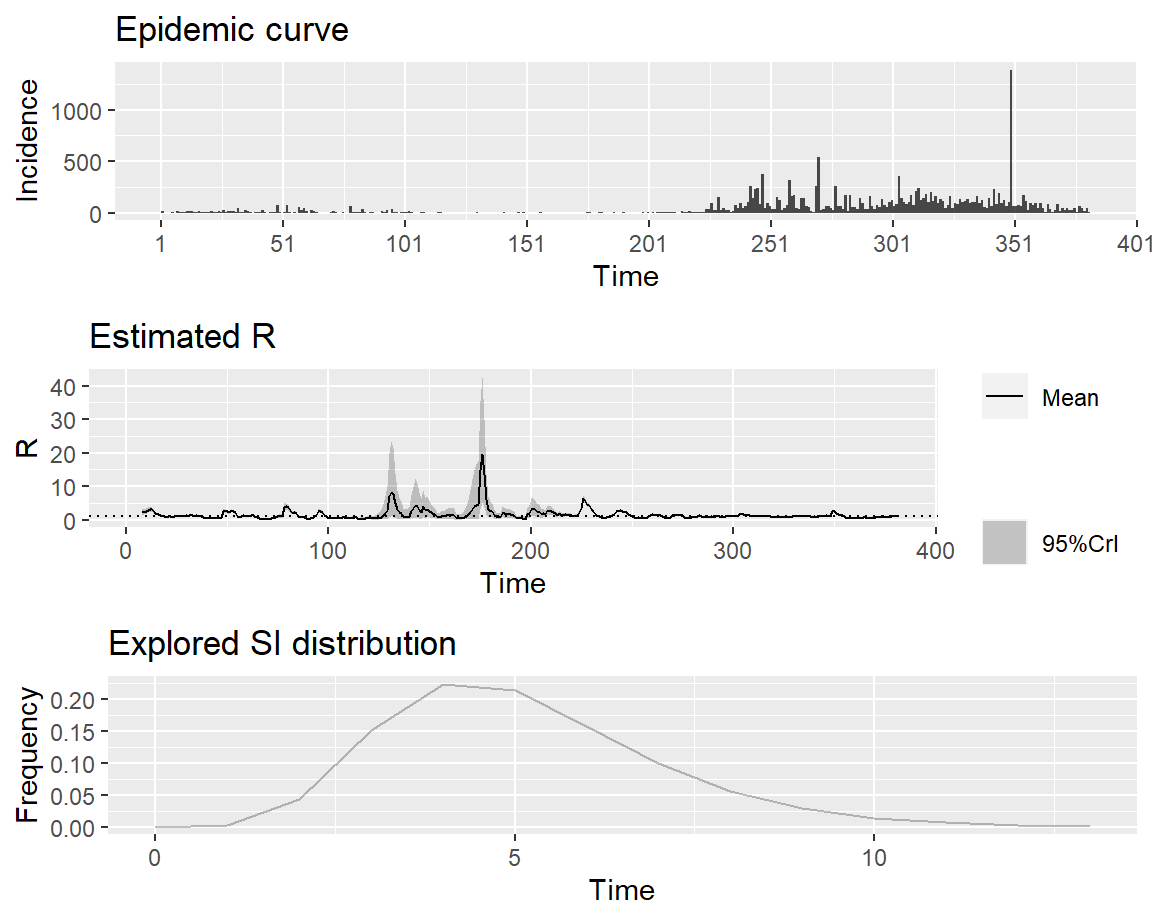 Epidemic curve
Incidence
1000
500
0
1 51 101 151 201 251 301 351 401
Time
Estimated R
R
40
30
20
10
0
0 100 200 300 400
Time
Mean
95%CrI
Explored SI distribution
Frequency
0.20
0.15
0.10
0.05
0.00
0 5 10
Time